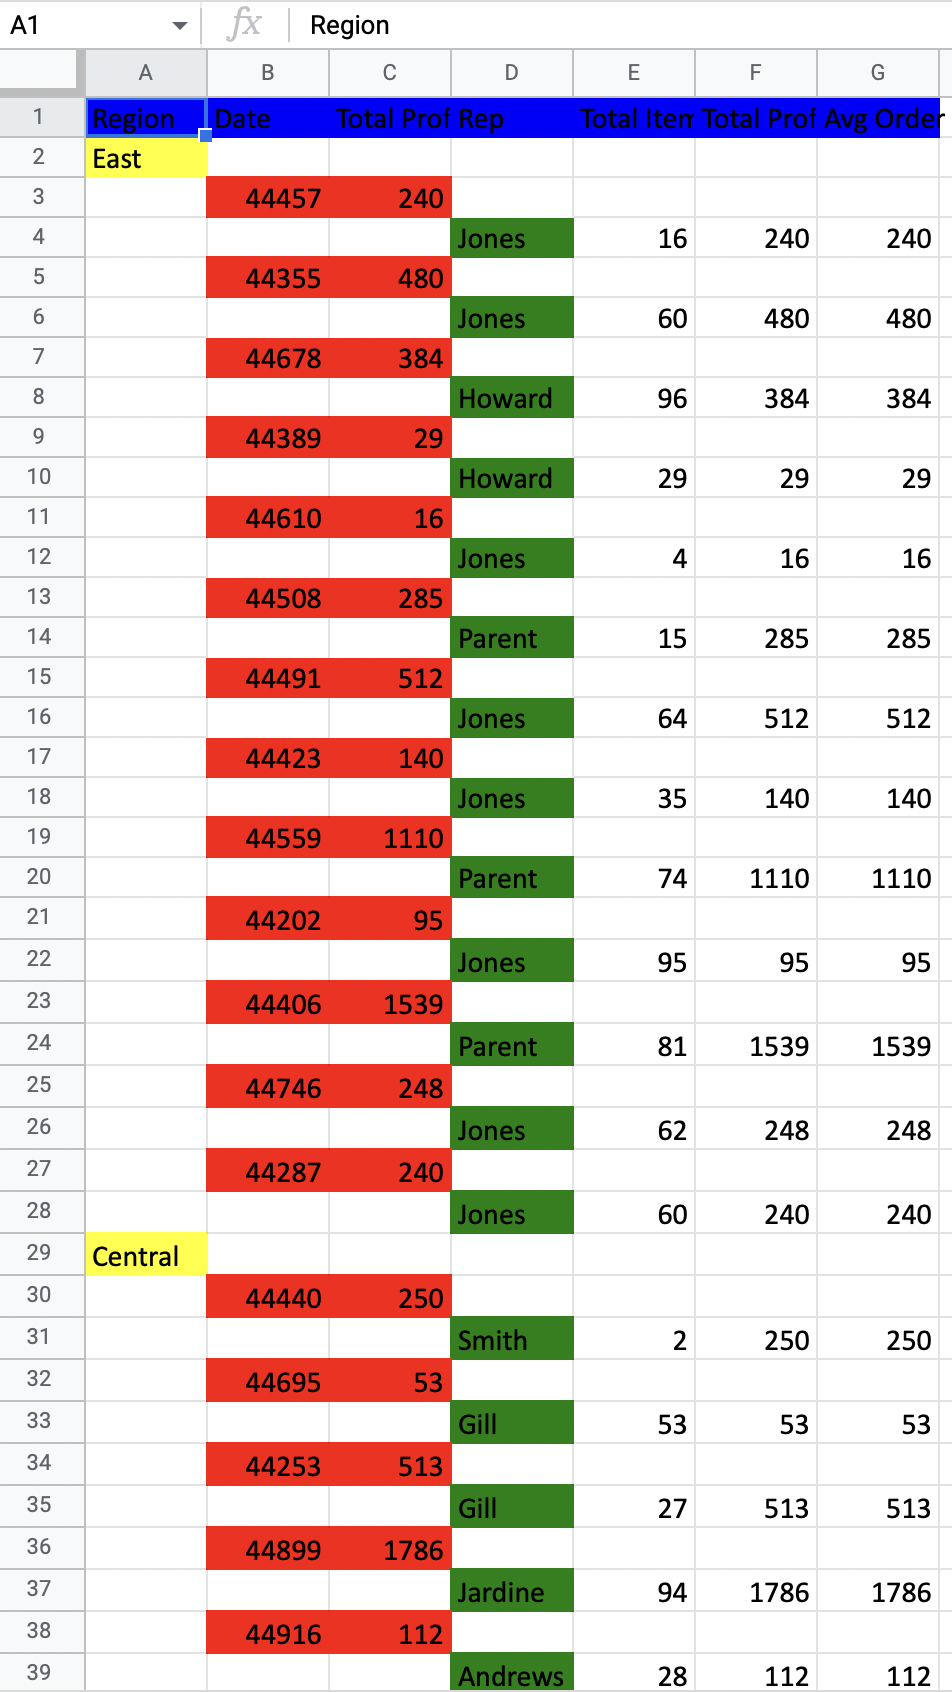 A1 fx Region
A B C D E F G
1 Region Date Total Prof Rep Total Item Total Prof Avg Order
2 East
3 44457 240
4 Jones 16 240 240
5 44355 480
6 Jones 60 480 480
7 44678 384
8 Howard 96 384 384
9 44389 29
10 Howard 29 29 29
11 44610 16
12 Jones 4 16 16
13 44508 285
14 Parent 15 285 285
15 44491 512
16 Jones 64 512 512
17 44423 140
18 Jones 35 140 140
19 44559 1110
20 Parent 74 1110 1110
21 44202 95
22 Jones 95 95 95
23 44406 1539
24 Parent 81 1539 1539
25 44746 248
26 Jones 62 248 248
27 44287 240
28 Jones 60 240 240
29 Central
30 44440 250
31 Smith 2 250 250
32 44695 53
33 Gill 53 53 53
34 44253 513
35 Gill 27 513 513
36 44899 1786
37 Jardine 94 1786 1786
38 44916 112
39 Andrews 28 112 112